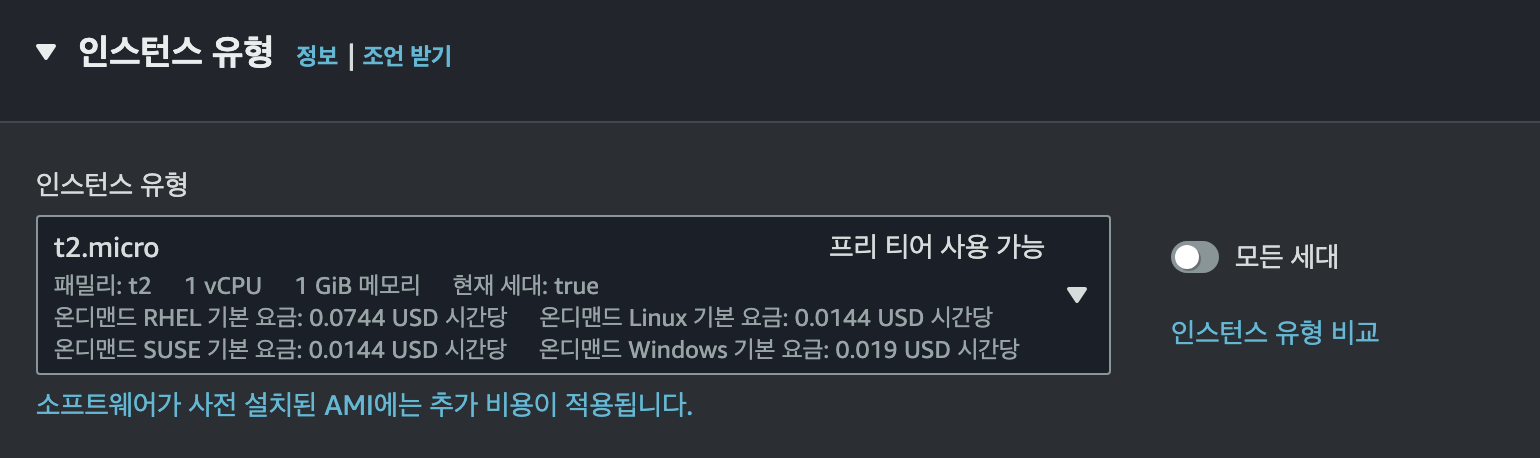 인스턴스 유형 정보 | 조언 받기
인스턴스 유형
t2.micro 프리 티어 사용 가능
패밀리: t2 1 vCPU 1 GiB 메모리 현재 세대: true
온디맨드 RHEL 기본 요금: 0.0744 USD 시간당 온디맨드 Linux 기본 요금: 0.0144 USD 시간당
온디맨드 SUSE 기본 요금: 0.0144 USD 시간당 온디맨드 Windows 기본 요금: 0.019 USD 시간당
모든 세대
인스턴스 유형 비교
소프트웨어가 사전 설치된 AMI에는 추가 비용이 적용됩니다.